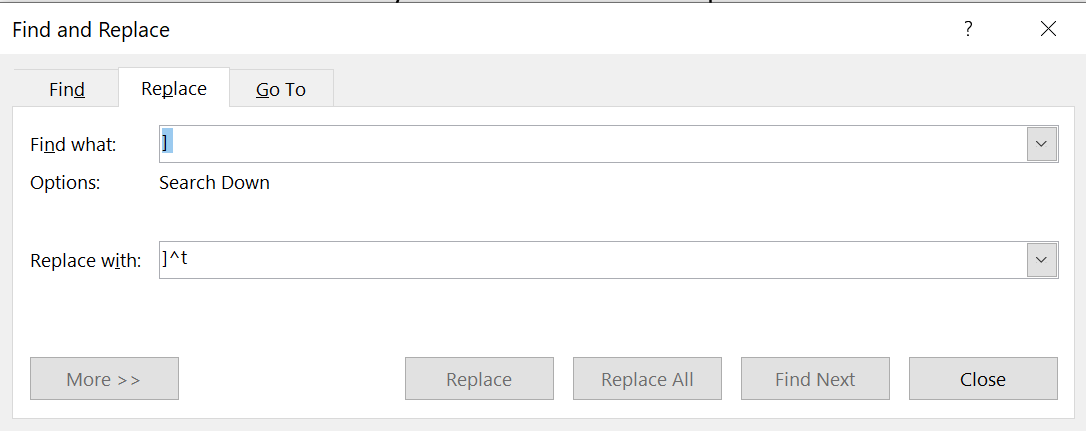 Find and Replace ?
Find Replace Go To
Find what: ]
Options: Search Down
Replace with: ]^t
More >> Replace Replace All Find Next Close